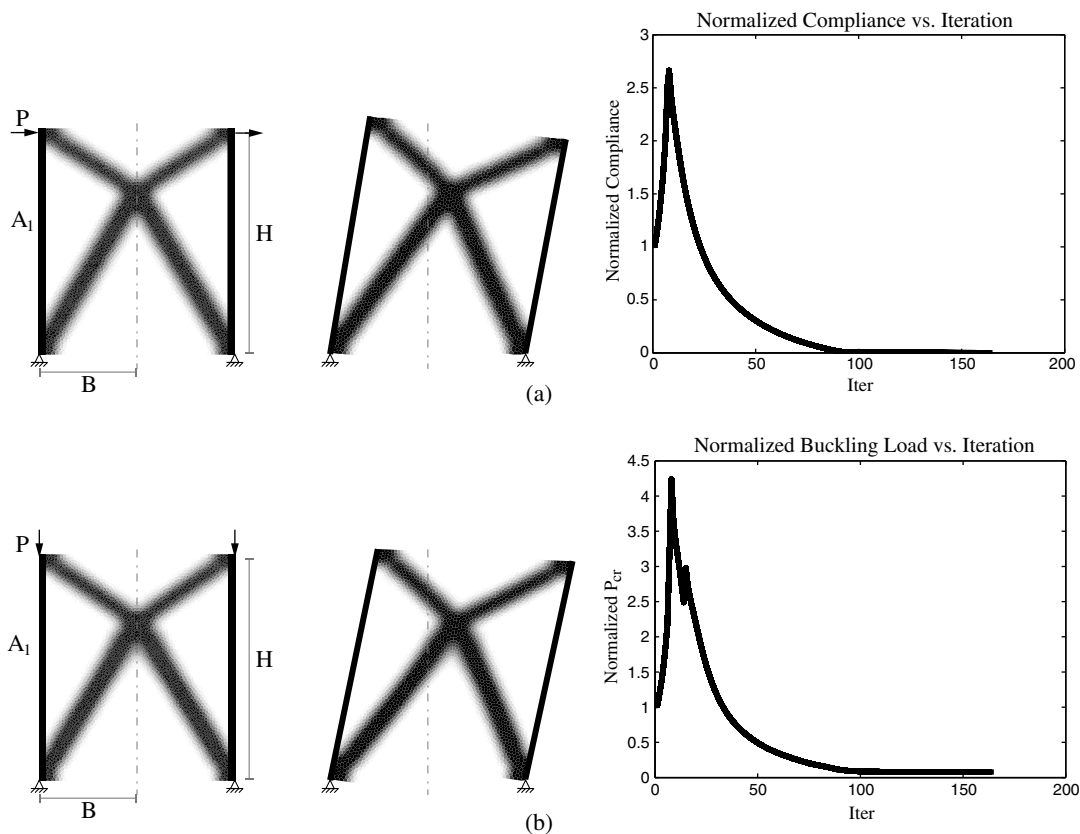 Normalized Compliance vs. Iteration
Normalized Compliance
3
2.5
2
1.5
1
0.5
0
0 50 100 150 200
Iter
P
A₁
H
B
(a)
Normalized Buckling Load vs. Iteration
Normalized P_cr
4.5
4
3.5
3
2.5
2
1.5
1
0.5
0
0 50 100 150 200
Iter
P
A₁
H
B
(b)